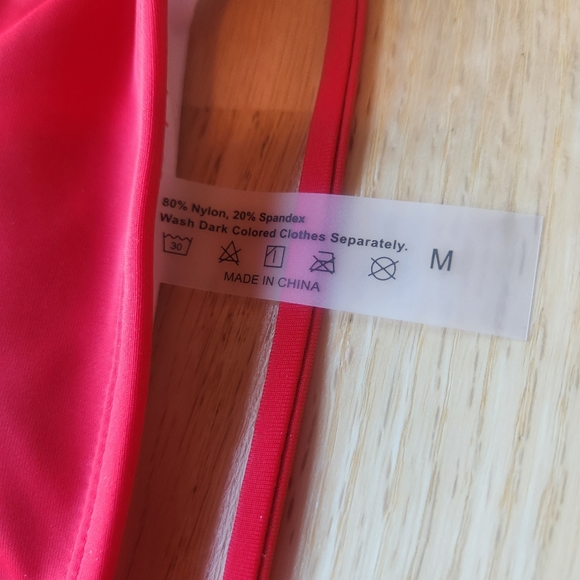 80% Nylon, 20% Spandex
Wash Dark Colored Clothes Separately.
30
M
MADE IN CHINA